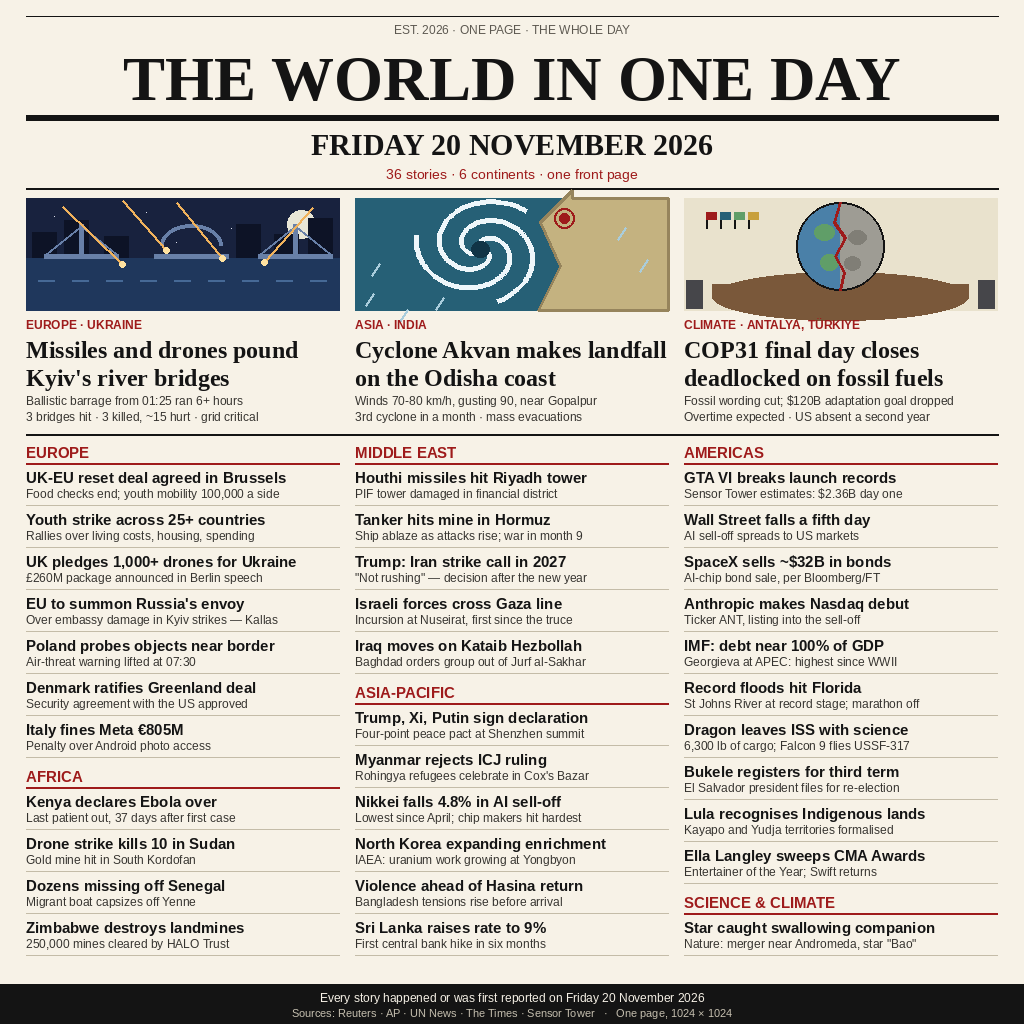 EST. 2026 · ONE PAGE · THE WHOLE DAY
THE WORLD IN ONE DAY
FRIDAY 20 NOVEMBER 2026
36 stories · 6 continents · one front page
EUROPE · UKRAINE
Missiles and drones pound
Kyiv's river bridges
Ballistic barrage from 01:25 ran 6+ hours
3 bridges hit · 3 killed, ~15 hurt · grid critical
ASIA · INDIA
Cyclone Akvan makes landfall
on the Odisha coast
Winds 70-80 km/h, gusting 90, near Gopalpur
3rd cyclone in a month · mass evacuations
CLIMATE · ANTALYA, TÜRKIYE
COP31 final day closes
deadlocked on fossil fuels
Fossil wording cut; $120B adaptation goal dropped
Overtime expected · US absent a second year
EUROPE
UK-EU reset deal agreed in Brussels
Food checks end; youth mobility 100,000 a side
Youth strike across 25+ countries
Rallies over living costs, housing, spending
UK pledges 1,000+ drones for Ukraine
£260M package announced in Berlin speech
EU to summon Russia's envoy
Over embassy damage in Kyiv strikes — Kallas
Poland probes objects near border
Air-threat warning lifted at 07:30
Denmark ratifies Greenland deal
Security agreement with the US approved
Italy fines Meta €805M
Penalty over Android photo access
AFRICA
Kenya declares Ebola over
Last patient out, 37 days after first case
Drone strike kills 10 in Sudan
Gold mine hit in South Kordofan
Dozens missing off Senegal
Migrant boat capsizes off Yenne
Zimbabwe destroys landmines
250,000 mines cleared by HALO Trust
MIDDLE EAST
Houthi missiles hit Riyadh tower
PIF tower damaged in financial district
Tanker hits mine in Hormuz
Ship ablaze as attacks rise; war in month 9
Trump: Iran strike call in 2027
"Not rushing" — decision after the new year
Israeli forces cross Gaza line
Incursion at Nuseirat, first since the truce
Iraq moves on Kataib Hezbollah
Baghdad orders group out of Jurf al-Sakhar
ASIA-PACIFIC
Trump, Xi, Putin sign declaration
Four-point peace pact at Shenzhen summit
Myanmar rejects ICJ ruling
Rohingya refugees celebrate in Cox's Bazar
Nikkei falls 4.8% in AI sell-off
Lowest since April; chip makers hit hardest
North Korea expanding enrichment
IAEA: uranium work growing at Yongbyon
Violence ahead of Hasina return
Bangladesh tensions rise before arrival
Sri Lanka raises rate to 9%
First central bank hike in six months
AMERICAS
GTA VI breaks launch records
Sensor Tower estimates: $2.36B day one
Wall Street falls a fifth day
AI sell-off spreads to US markets
SpaceX sells ~$32B in bonds
AI-chip bond sale, per Bloomberg/FT
Anthropic makes Nasdaq debut
Ticker ANT, listing into the sell-off
IMF: debt near 100% of GDP
Georgieva at APEC: highest since WWII
Record floods hit Florida
St Johns River at record stage; marathon off
Dragon leaves ISS with science
6,300 lb of cargo; Falcon 9 flies USSF-317
Bukele registers for third term
El Salvador president files for re-election
Lula recognises Indigenous lands
Kayapo and Yudja territories formalised
Ella Langley sweeps CMA Awards
Entertainer of the Year; Swift returns
SCIENCE & CLIMATE
Star caught swallowing companion
Nature: merger near Andromeda, star "Bao"
Every story happened or was first reported on Friday 20 November 2026
Sources: Reuters · AP · UN News · The Times · Sensor Tower · One page, 1024 × 1024